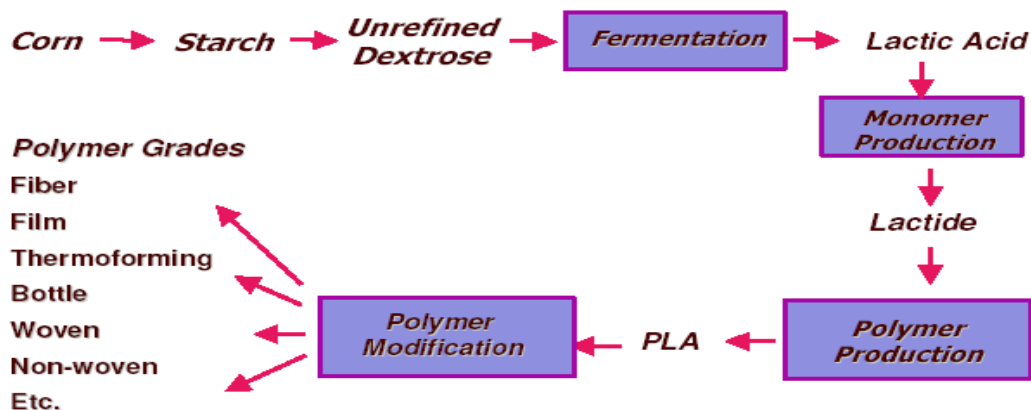 Corn
Starch
Unrefined
Dextrose
Fermentation
Lactic Acid
Monomer
Production
Lactide
Polymer
Production
PLA
Polymer
Modification
Polymer Grades
Fiber
Film
Thermoforming
Bottle
Woven
Non-woven
Etc.